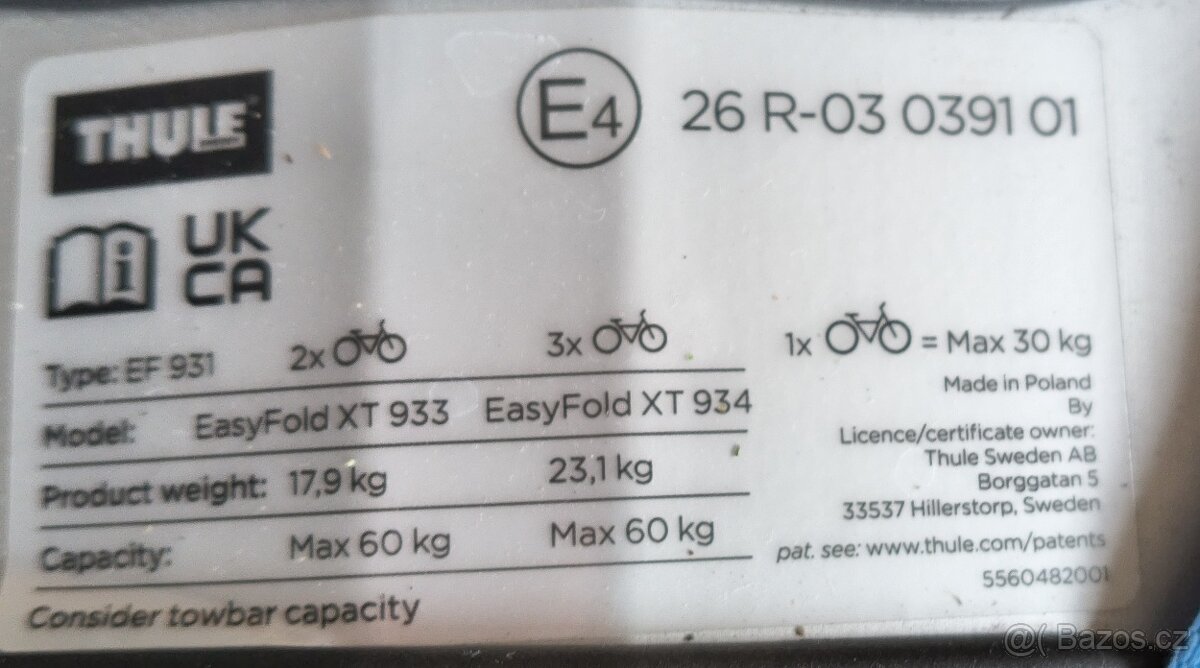 THULE
E4 26 R-03 0391 01
UK
CA
Type: EF 931 2x 3x 1x = Max 30 kg
Model: EasyFold XT 933 EasyFold XT 934
Product weight: 17,9 kg 23,1 kg
Capacity: Max 60 kg Max 60 kg
Consider towbar capacity
Made in Poland
By
Licence/certificate owner:
Thule Sweden AB
Borggatan 5
33537 Hillerstorp, Sweden
pat. see: www.thule.com/patents
5560482001
@( Bazos.cz